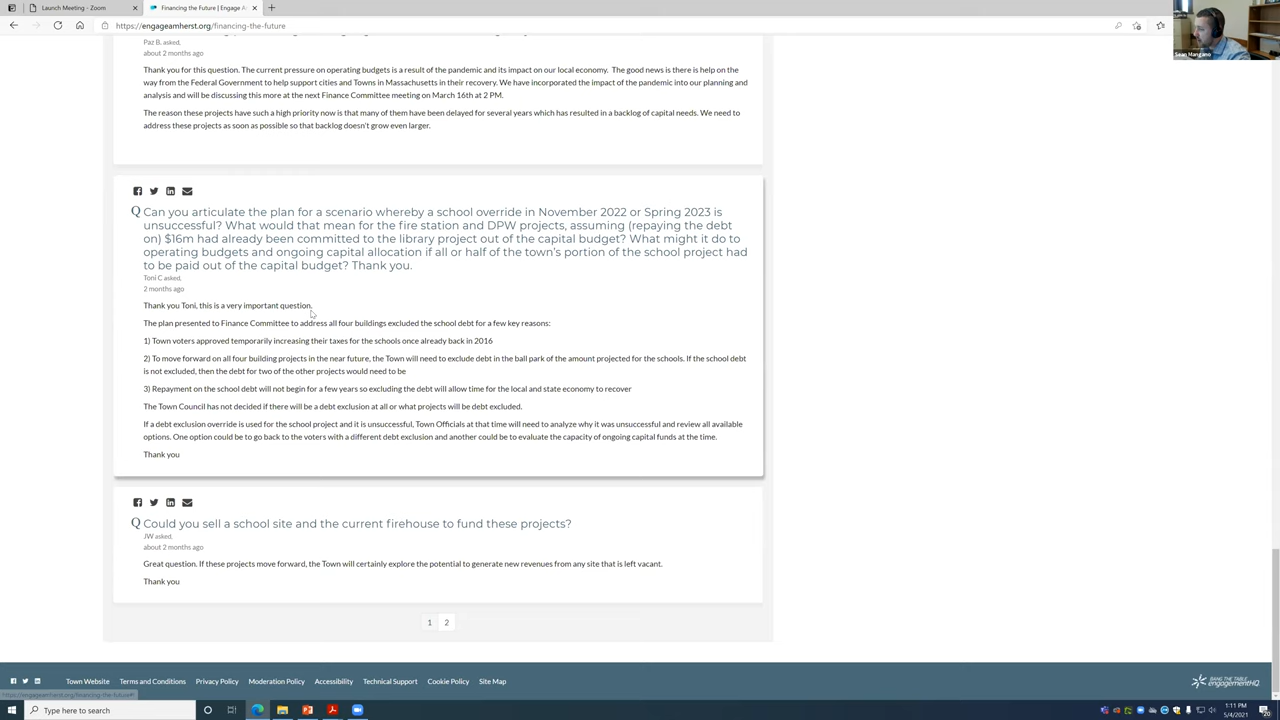 Launch Meeting - Zoom
Financing the Future | Engage A
https://engageamherst.org/financing-the-future
Sean Mangano
Paz B. asked,
about 2 months ago
Thank you for this question. The current pressure on operating budgets is a result of the pandemic and its impact on our local economy. The good news is there is help on the
way from the Federal Government to help support cities and Towns in Massachusetts in their recovery. We have incorporated the impact of the pandemic into our planning and
analysis and will be discussing this more at the next Finance Committee meeting on March 16th at 2 PM.
The reason these projects have such a high priority now is that many of them have been delayed for several years which has resulted in a backlog of capital needs. We need to
address these projects as soon as possible so that backlog doesn't grow even larger.
Q Can you articulate the plan for a scenario whereby a school override in November 2022 or Spring 2023 is
unsuccessful? What would that mean for the fire station and DPW projects, assuming (repaying the debt
on) $16m had already been committed to the library project out of the capital budget? What might it do to
operating budgets and ongoing capital allocation if all or half of the town's portion of the school project had
to be paid out of the capital budget? Thank you.
Toni C asked,
2 months ago
Thank you Toni, this is a very important question.
The plan presented to Finance Committee to address all four buildings excluded the school debt for a few key reasons:
1) Town voters approved temporarily increasing their taxes for the schools once already back in 2016
2) To move forward on all four building projects in the near future, the Town will need to exclude debt in the ball park of the amount projected for the schools. If the school debt
is not excluded, then the debt for two of the other projects would need to be
3) Repayment on the school debt will not begin for a few years so excluding the debt will allow time for the local and state economy to recover
The Town Council has not decided if there will be a debt exclusion at all or what projects will be debt excluded.
If a debt exclusion override is used for the school project and it is unsuccessful, Town Officials at that time will need to analyze why it was unsuccessful and review all available
options. One option could be to go back to the voters with a different debt exclusion and another could be to evaluate the capacity of ongoing capital funds at the time.
Thank you
Q Could you sell a school site and the current firehouse to fund these projects?
JW asked,
about 2 months ago
Great question. If these projects move forward, the Town will certainly explore the potential to generate new revenues from any site that is left vacant.
Thank you
1 2
Town Website Terms and Conditions Privacy Policy Moderation Policy Accessibility Technical Support Cookie Policy Site Map
BANG THE TABLE
engagementHQ
https://engageamherst.org/financing-the-future#
Type here to search
1:11 PM
5/4/2021
20